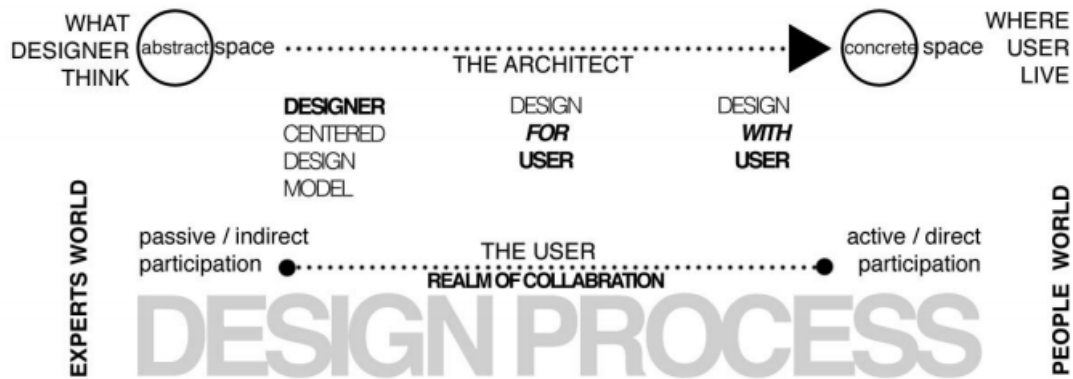 WHAT
DESIGNER
THINK
abstract space
THE ARCHITECT
concrete space
WHERE
USER
LIVE
DESIGNER
CENTERED
DESIGN
MODEL
DESIGN
FOR
USER
DESIGN
WITH
USER
EXPERTS WORLD
passive / indirect
participation
THE USER
REALM OF COLLABRATION
active / direct
participation
PEOPLE WORLD
DESIGN PROCESS